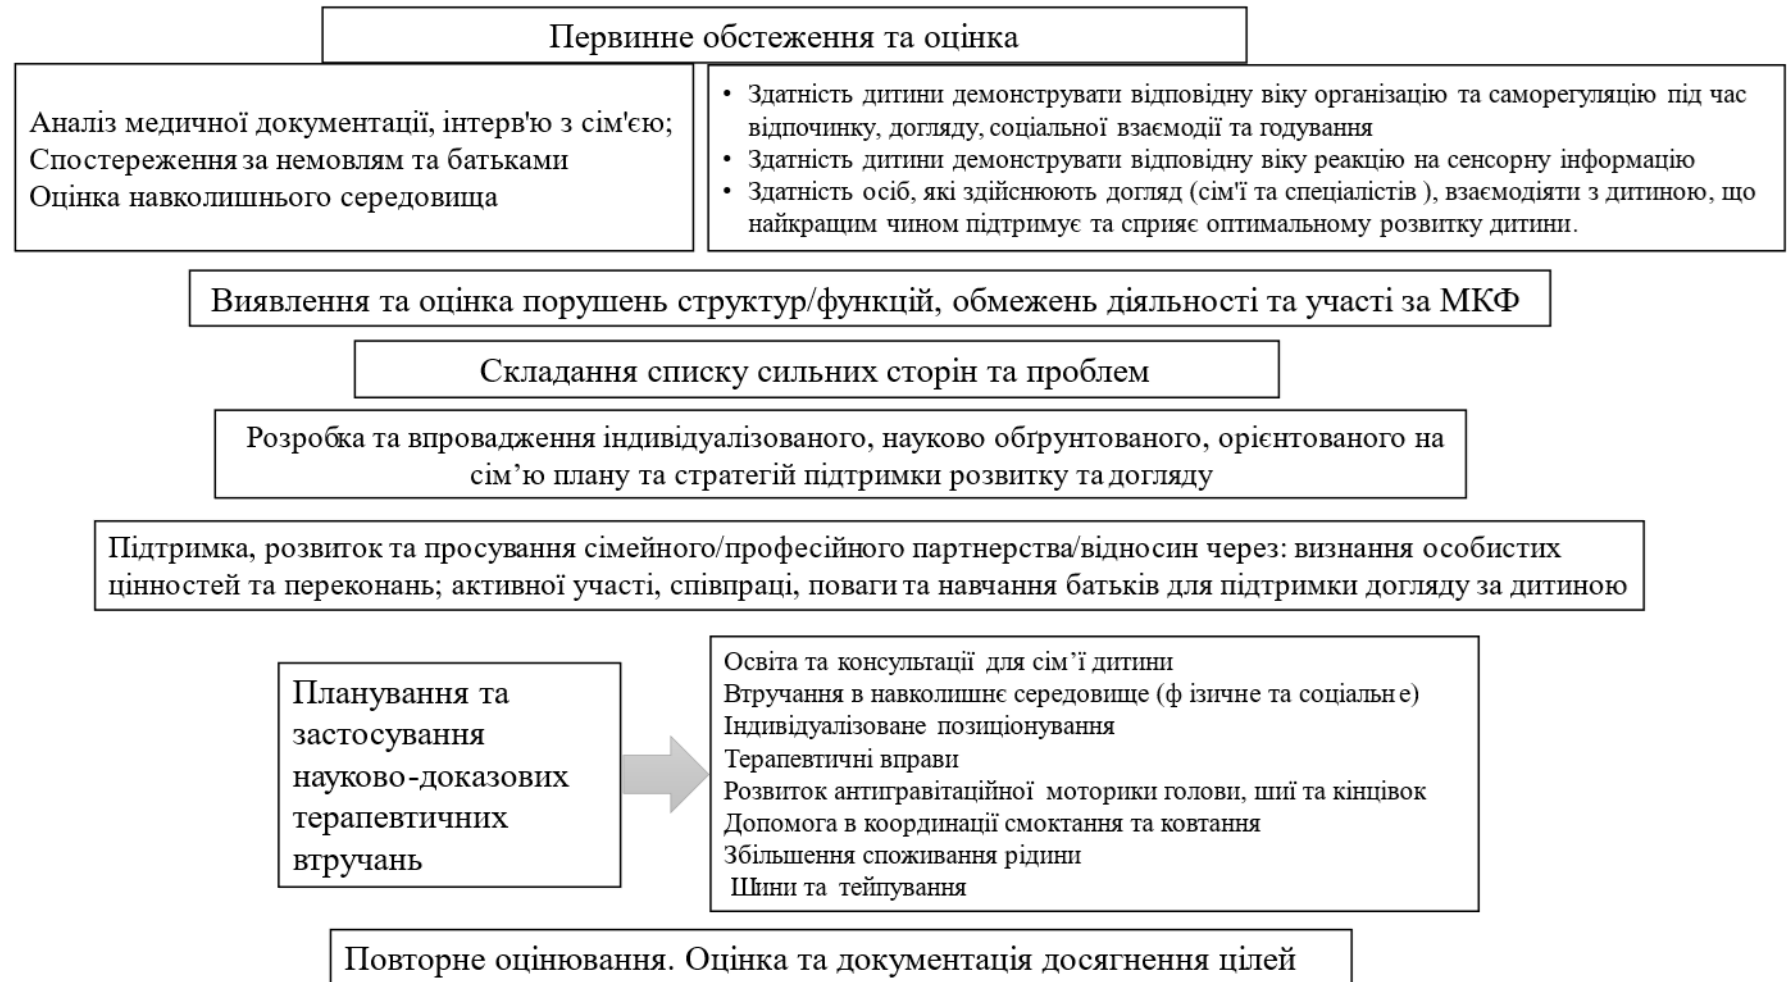 Первинне обстеження та оцінка
Аналіз медичної документації, інтерв'ю з сім'єю;
Спостереження за немовлям та батьками
Оцінка навколишнього середовища
• Здатність дитини демонструвати відповідну віку організацію та саморегуляцію під час
відпочинку, догляду, соціальної взаємодії та годування
• Здатність дитини демонструвати відповідну віку реакцію на сенсорну інформацію
• Здатність осіб, які здійснюють догляд (сім'ї та спеціалістів ), взаємодіяти з дитиною, що
найкращим чином підтримує та сприяє оптимальному розвитку дитини.
Виявлення та оцінка порушень структур/функцій, обмежень діяльності та участі за МКФ
Складання списку сильних сторін та проблем
Розробка та впровадження індивідуалізованого, науково обґрунтованого, орієнтованого на
сім’ю плану та стратегій підтримки розвитку та догляду
Підтримка, розвиток та просування сімейного/професійного партнерства/відносин через: визнання особистих
цінностей та переконань; активної участі, співпраці, поваги та навчання батьків для підтримки догляду за дитиною
Планування та
застосування
науково-доказових
терапевтичних
втручань
Освіта та консультації для сім’ї дитини
Втручання в навколишнє середовище (ф ізичне та соціальн е)
Індивідуалізоване позиціонування
Терапевтичні вправи
Розвиток антигравітаційної моторики голови, шиї та кінцівок
Допомога в координації смоктання та ковтання
Збільшення споживання рідини
Шини та тейпування
Повторне оцінювання. Оцінка та документація досягнення цілей